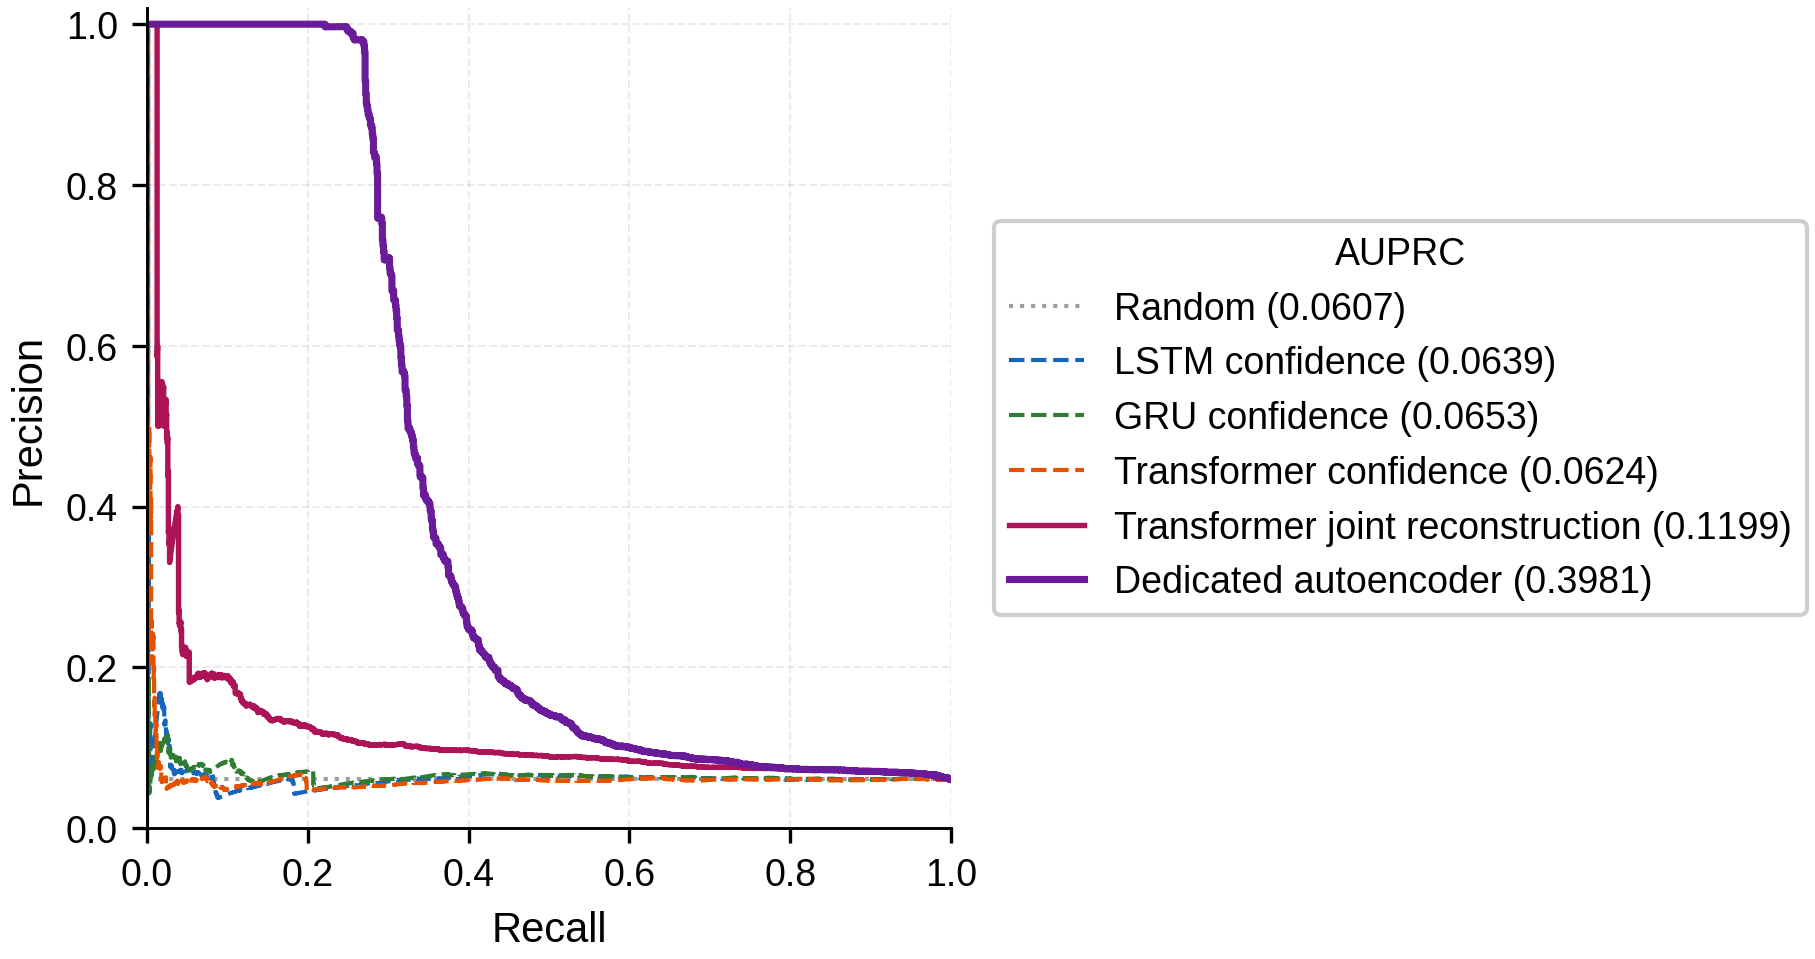 1.0
0.8
0.6
0.4
0.2
0.0
Precision
0.0 0.2 0.4 0.6 0.8 1.0
Recall
AUPRC
Random (0.0607)
LSTM confidence (0.0639)
GRU confidence (0.0653)
Transformer confidence (0.0624)
Transformer joint reconstruction (0.1199)
Dedicated autoencoder (0.3981)